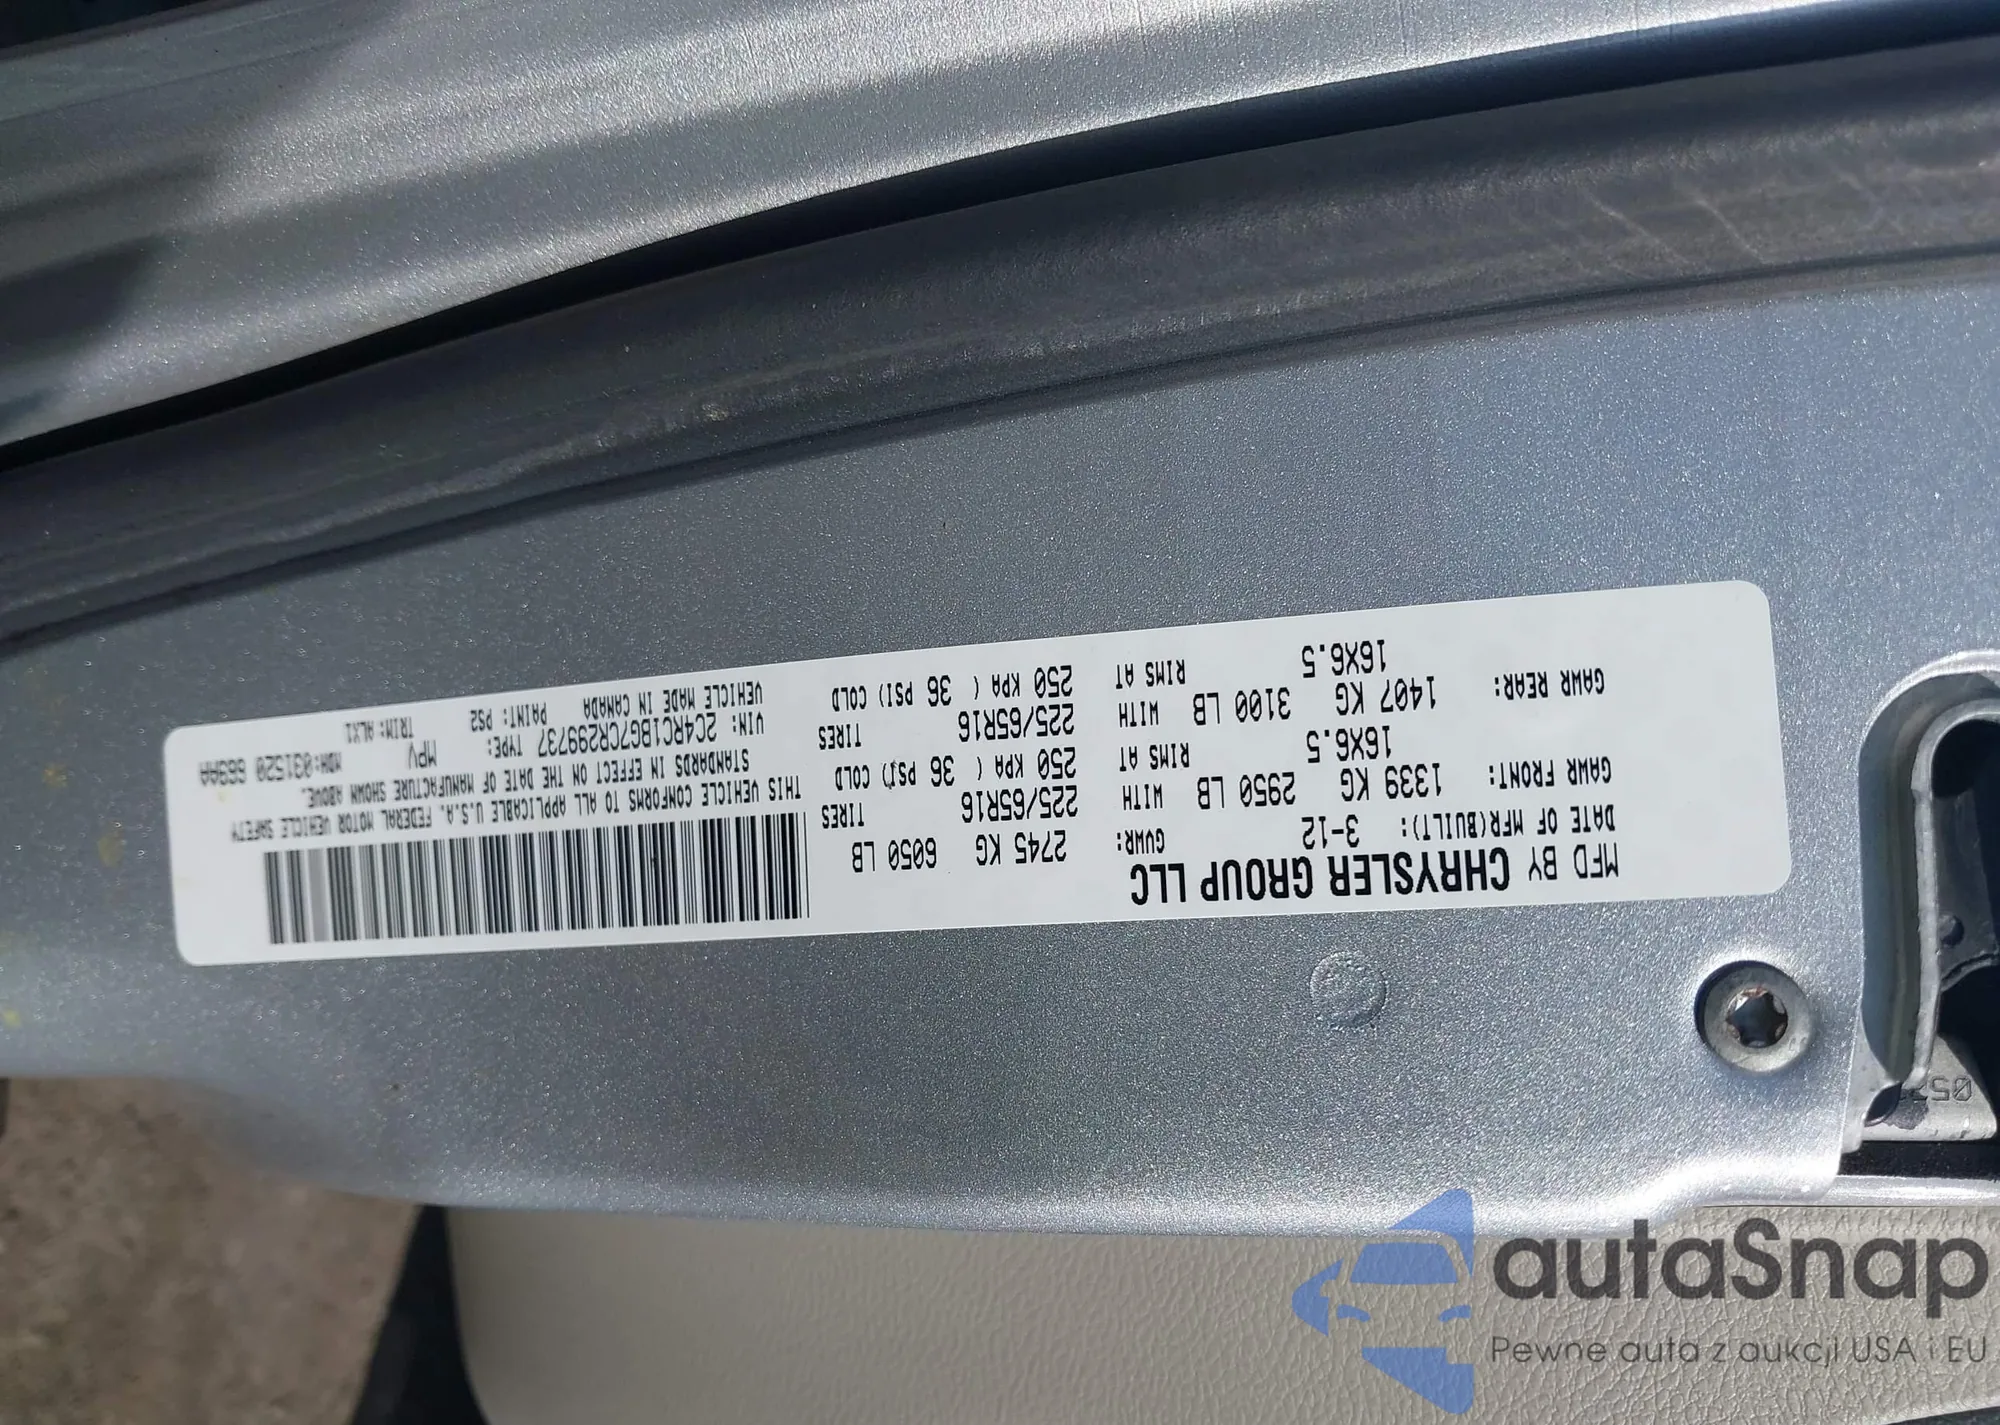 MFD BY CHRYSLER GROUP LLC
DATE OF MFR(BUILT): 3-12 GVWR: 2745 KG 6050 LB
GAWR FRONT: 1339 KG 2950 LB WITH TIRES 225/65R16
16X6.5 RIMS AT 250 KPA ( 36 PSI) COLD
GAWR REAR: 1407 KG 3100 LB WITH TIRES 225/65R16
16X6.5 RIMS AT 250 KPA ( 36 PSI) COLD
THIS VEHICLE CONFORMS TO ALL APPLICABLE U.S.A. FEDERAL MOTOR VEHICLE SAFETY
STANDARDS IN EFFECT ON THE DATE OF MANUFACTURE SHOWN ABOVE.
VIN: 2C4RC1BG7CR299737 TYPE: MPV MDH:031520 669AA
VEHICLE MADE IN CANADA PAINT: PS2 TRIM: ALX1
autaSnap
Pewne auta z aukcji USA i EU